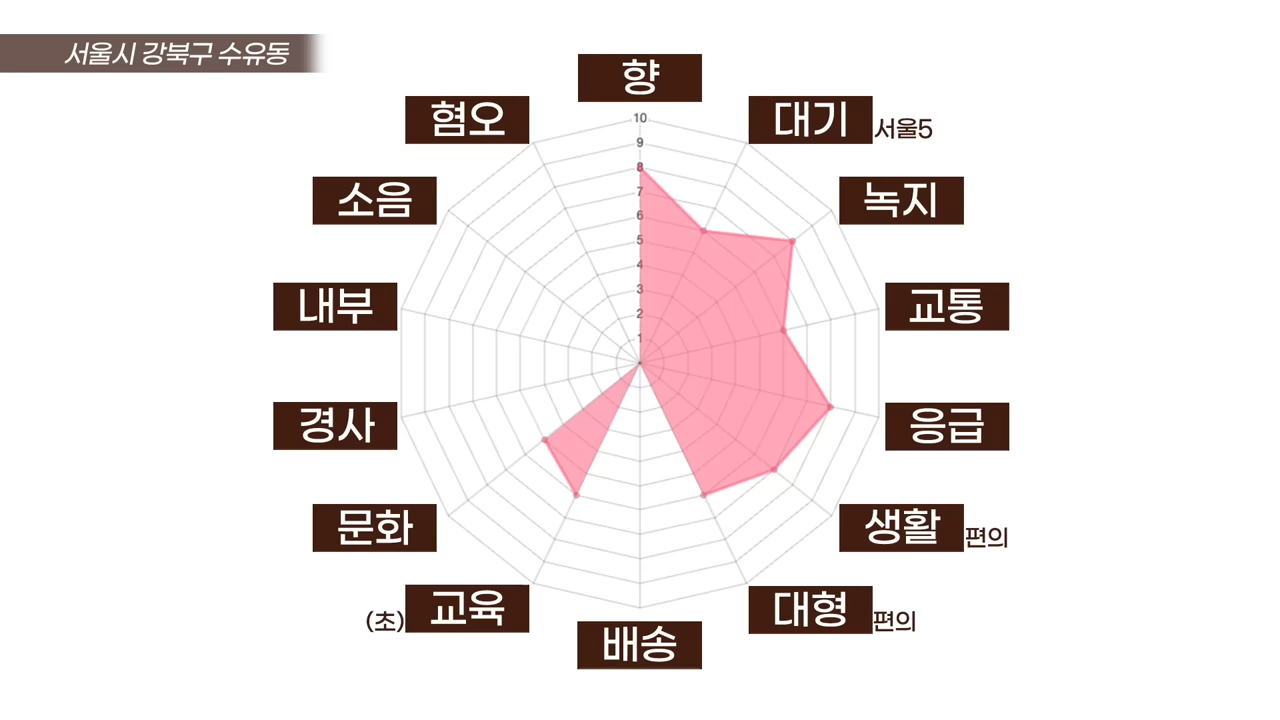 서울시 강북구 수유동
향
대기 서울5
녹지
교통
응급
생활 편의
대형 편의
배송
(초) 교육
문화
경사
내부
소음
혐오
10
9
8
7
6
5
4
3
2
1